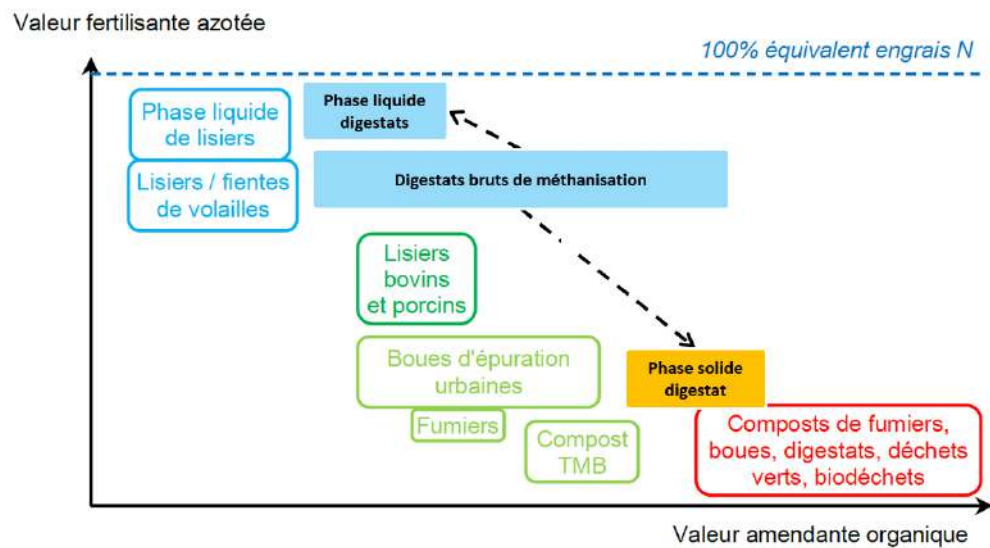 Valeur fertilisante azotée
100% équivalent engrais N
Phase liquide
de lisiers
Phase liquide
digestats
Lisiers / fientes
de volailles
Digestats bruts de méthanisation
Lisiers
bovins
et porcins
Boues d'épuration
urbaines
Phase solide
digestat
Fumiers
Compost
TMB
Composts de fumiers,
boues, digestats, déchets
verts, biodéchets
Valeur amendante organique